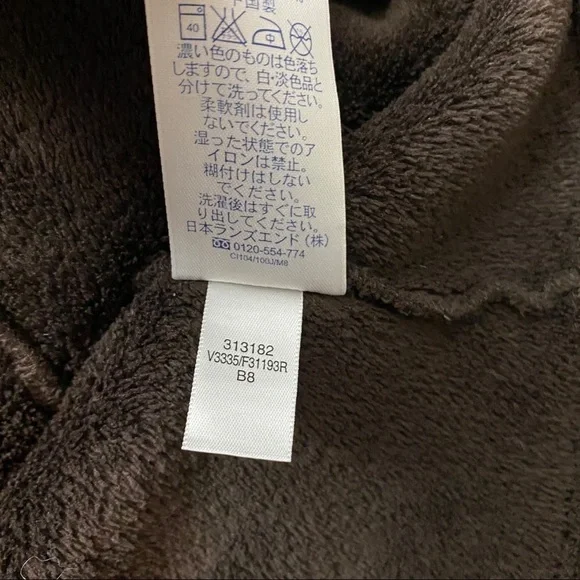 中国製
40
濃い色のものは色落ち
しますので、白・淡色品と
分けて洗ってください。
柔軟剤は使用し
ないでください。
湿った状態でのア
イロンは禁止。
糊付けはしない
でください。
洗濯後はすぐに取
り出してください。
日本ランズエンド(株)
0120-554-774
CI104/100J/M8
313182
V3335/F31193R
B8